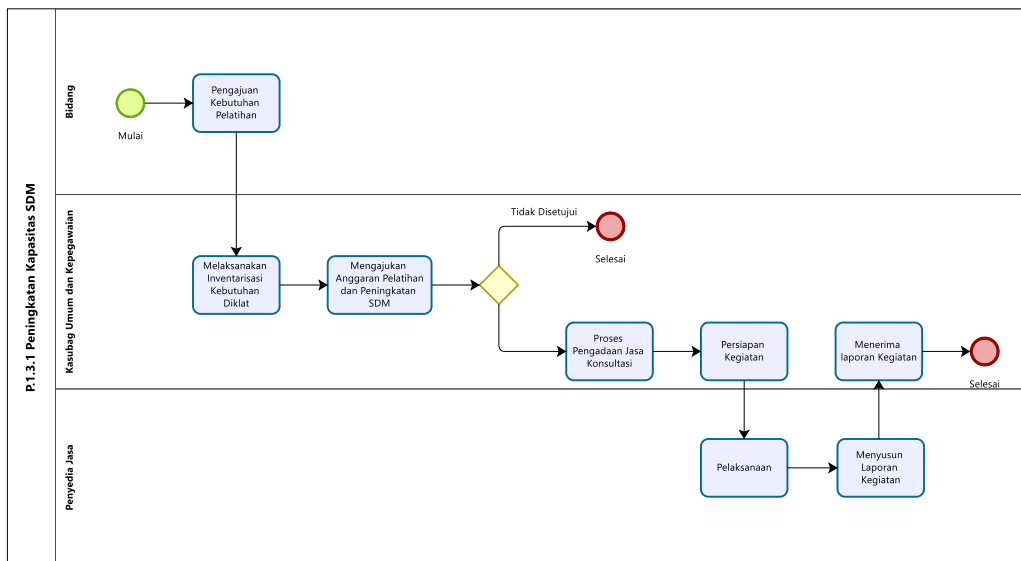 P.1.3.1 Peningkatan Kapasitas SDM
Bidang
Mulai
Pengajuan
Kebutuhan
Pelatihan
Kasubag Umum dan Kepegawaian
Melaksanakan
Inventarisasi
Kebutuhan
Diklat
Mengajukan
Anggaran Pelatihan
dan Peningkatan
SDM
Tidak Disetujui
Selesai
Proses
Pengadaan Jasa
Konsultasi
Persiapan
Kegiatan
Menerima
laporan Kegiatan
Selesai
Penyedia Jasa
Pelaksanaan
Menyusun
Laporan
Kegiatan